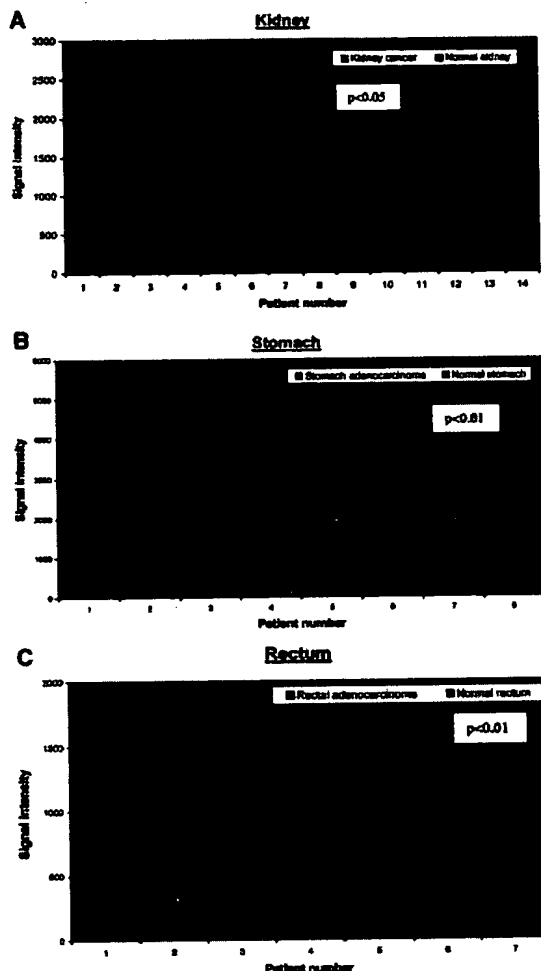 A
Kidney
3000
Kidney cancer Normal kidney
2500
p<0.05
2000
1500
1000
500
0
Signal Intensity
1 2 3 4 5 6 7 8 9 10 11 12 13 14
Patient number
B
Stomach
Stomach adenocarcinoma Normal stomach
5000
p<0.01
4000
3000
2000
1000
0
Signal Intensity
1 2 3 4 5 6 7 8
Patient number
C
Rectum
2000
Rectal adenocarcinoma Normal rectum
p<0.01
1500
1000
500
0
Signal Intensity
1 2 3 4 5 6 7
Patient number